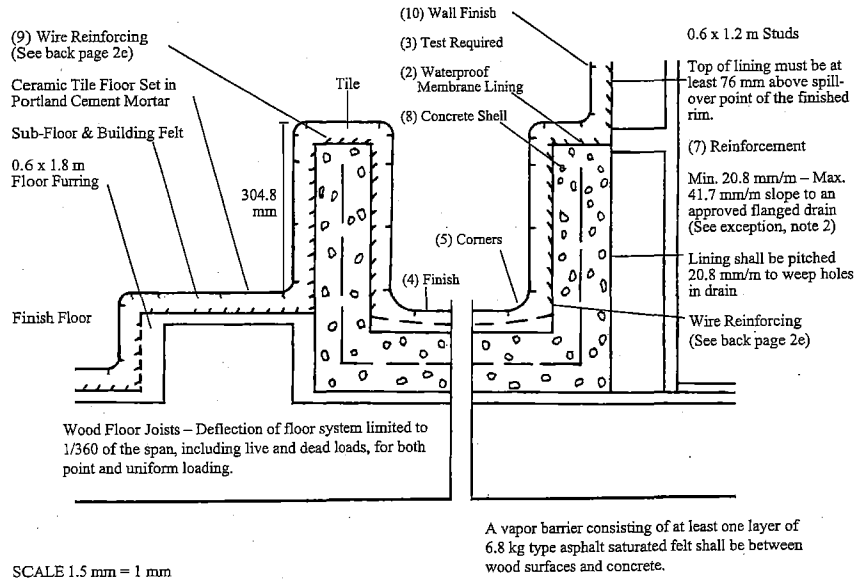 (9) Wire Reinforcing
(See back page 2e)
Ceramic Tile Floor Set in
Portland Cement Mortar
Sub-Floor & Building Felt
0.6 x 1.8 m
Floor Furring
Finish Floor
Tile
304.8
mm
(10) Wall Finish
(3) Test Required
(2) Waterproof
Membrane Lining
(8) Concrete Shell
(5) Corners
(4) Finish
0.6 x 1.2 m Studs
Top of lining must be at
least 76 mm above spill-
over point of the finished
rim.
(7) Reinforcement
Min. 20.8 mm/m – Max.
41.7 mm/m slope to an
approved flanged drain
(See exception, note 2)
Lining shall be pitched
20.8 mm/m to weep holes
in drain
Wire Reinforcing
(See back page 2e)
Wood Floor Joists – Deflection of floor system limited to
1/360 of the span, including live and dead loads, for both
point and uniform loading.
A vapor barrier consisting of at least one layer of
6.8 kg type asphalt saturated felt shall be between
wood surfaces and concrete.
SCALE 1.5 mm = 1 mm